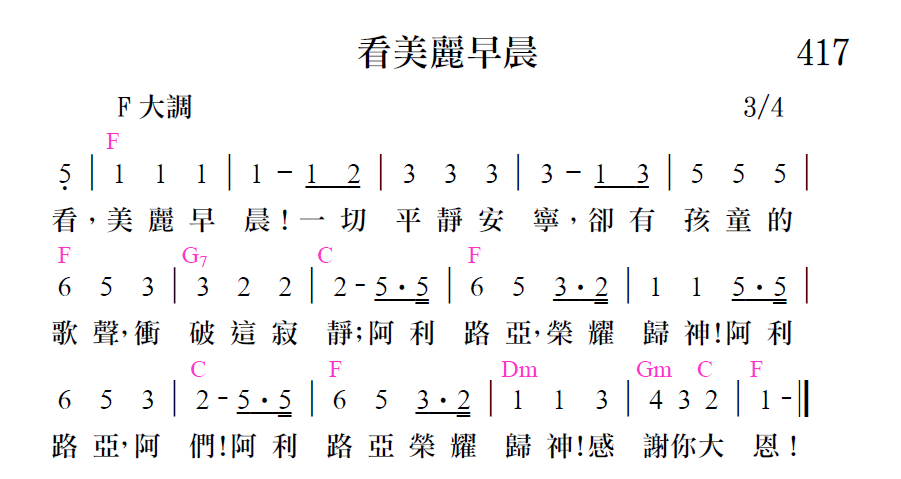 看美麗早晨 417
F 大調 3/4
F
5̣ | 1 1 1 | 1 - 1 2 | 3 3 3 | 3 - 1 3 | 5 5 5 |
看，美麗早晨！一切平靜安寧，卻有孩童的
F G7 C F
6 5 3 | 3 2 2 | 2 - 5 · 5 | 6 5 3 · 2 | 1 1 5 · 5 |
歌聲，衝破這寂靜；阿利路亞，榮耀歸神！阿利
C F Dm Gm C F
6 5 3 | 2 - 5 · 5 | 6 5 3 · 2 | 1 1 3 | 4 3 2 | 1 - ||
路亞，阿們！阿利路亞榮耀歸神！感謝你大恩！